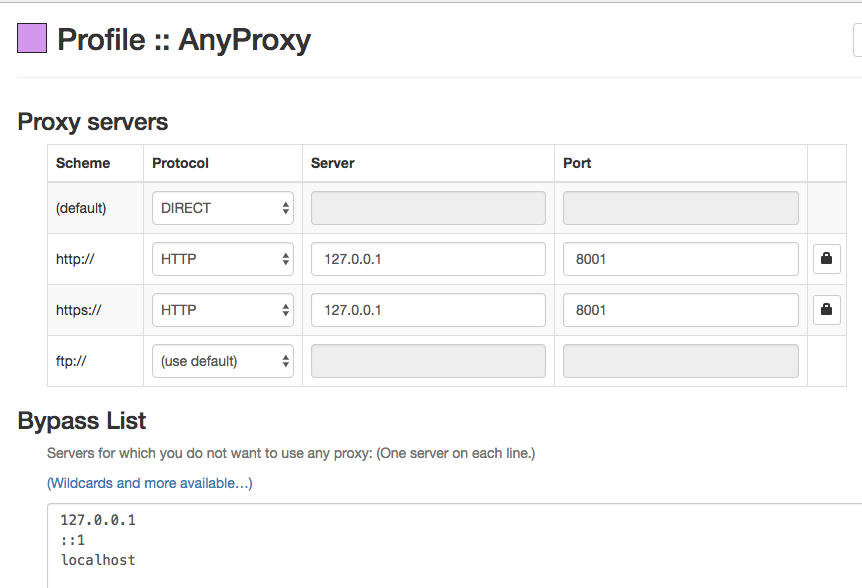 Profile :: AnyProxy
Proxy servers
Scheme Protocol Server Port
(default) DIRECT
http:// HTTP 127.0.0.1 8001
https:// HTTP 127.0.0.1 8001
ftp:// (use default)
Bypass List
Servers for which you do not want to use any proxy: (One server on each line.)
(Wildcards and more available…)
127.0.0.1
::1
localhost